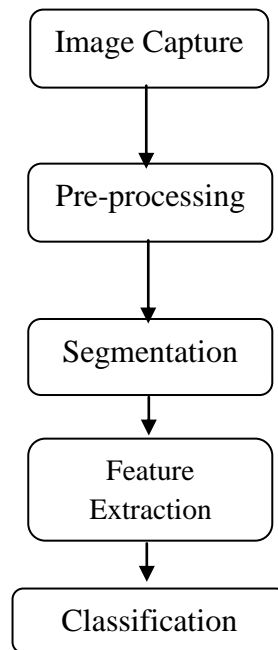 Image Capture
Pre-processing
Segmentation
Feature
Extraction
Classification